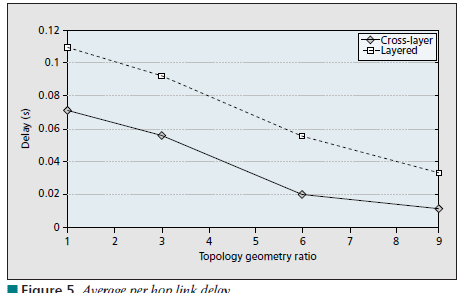 0.12
Cross-layer
Layered
0.1
0.08
0.06
0.04
0.02
0
Delay (s)
1 2 3 4 5 6 7 8 9
Topology geometry ratio
Figure 5. Average per hop link delay